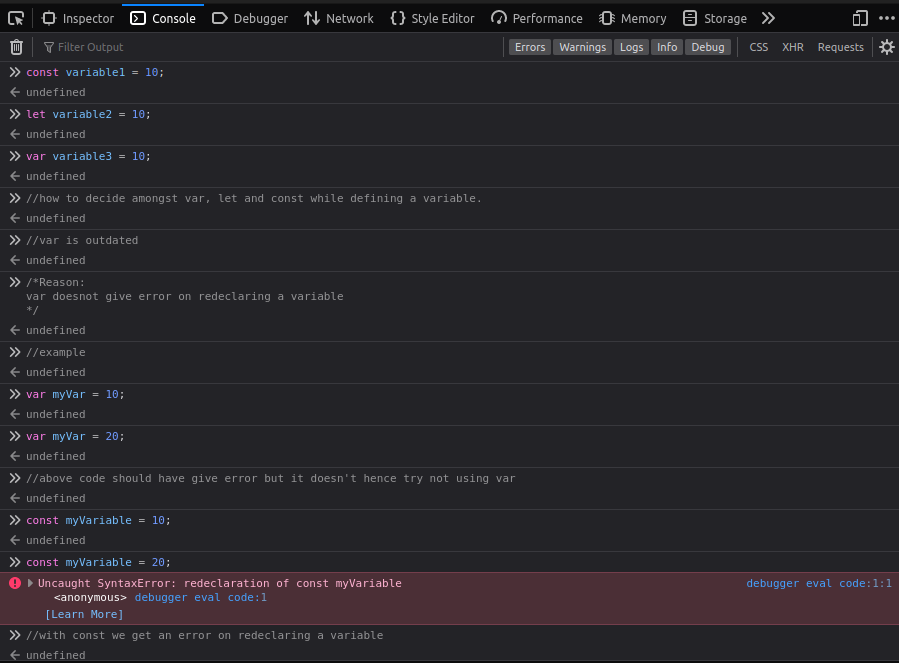 Inspector Console Debugger Network Style Editor Performance Memory Storage
Filter Output Errors Warnings Logs Info Debug CSS XHR Requests
const variable1 = 10;
undefined
let variable2 = 10;
undefined
var variable3 = 10;
undefined
//how to decide amongst var, let and const while defining a variable.
undefined
//var is outdated
undefined
/*Reason:
var doesnot give error on redeclaring a variable
*/
undefined
//example
undefined
var myVar = 10;
undefined
var myVar = 20;
undefined
//above code should have give error but it doesn't hence try not using var
undefined
const myVariable = 10;
undefined
const myVariable = 20;
Uncaught SyntaxError: redeclaration of const myVariable debugger eval code:1:1
<anonymous> debugger eval code:1
[Learn More]
//with const we get an error on redeclaring a variable
undefined